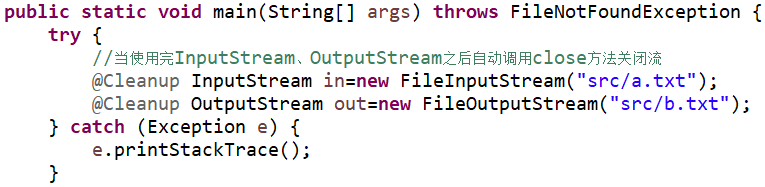 public static void main(String[] args) throws FileNotFoundException {
try {
//当使用完InputStream、OutputStream之后自动调用close方法关闭流
@Cleanup InputStream in=new FileInputStream("src/a.txt");
@Cleanup OutputStream out=new FileOutputStream("src/b.txt");
} catch (Exception e) {
e.printStackTrace();
}